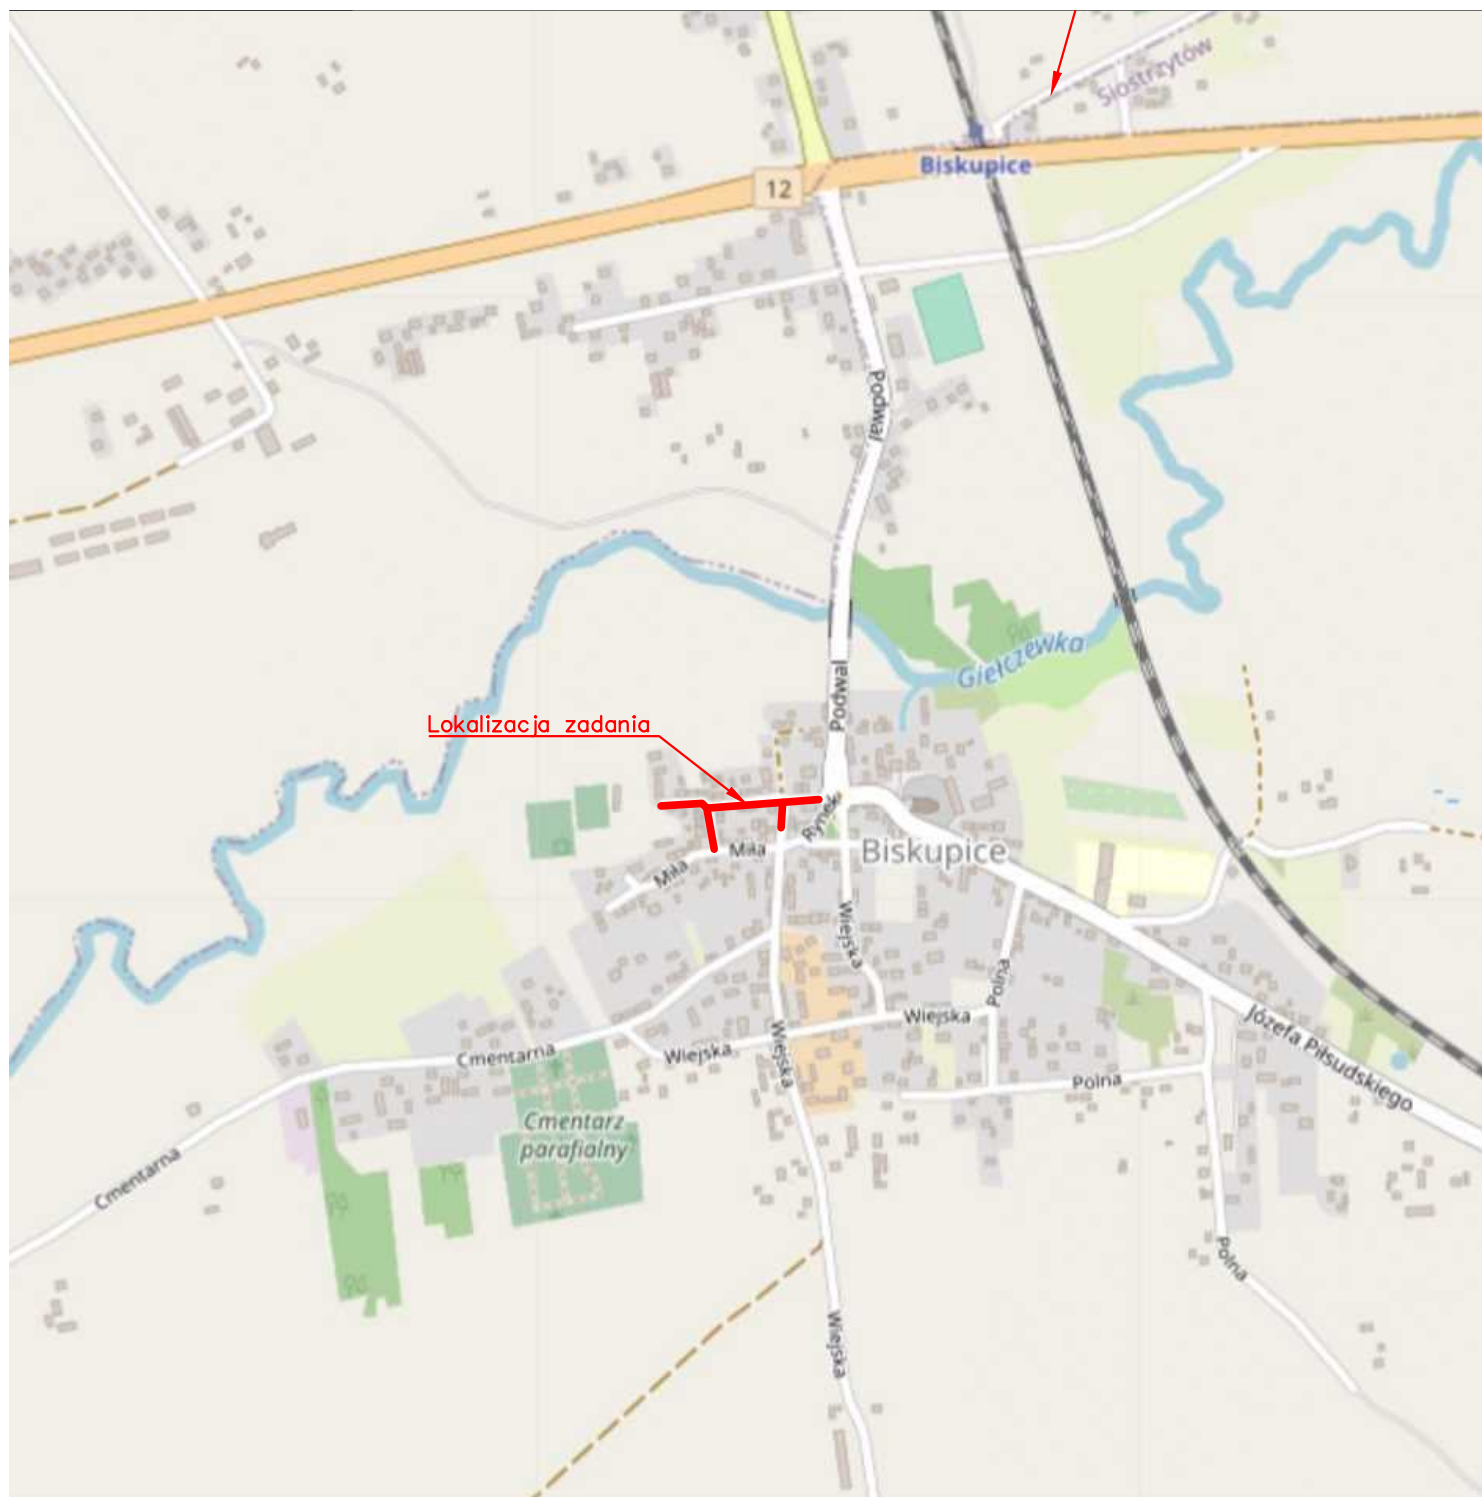 Siostrzytów
Biskupice
12
Podwal
Giełczewka
Podwal
Lokalizacja zadania
Rynek
Miła
Miła
Biskupice
Wiejska
Polna
Wiejska
Józefa Piłsudskiego
Cmentarna
Wiejska
Wiejska
Polna
Cmentarz
parafialny
Cmentarna
Polna
Wiejska